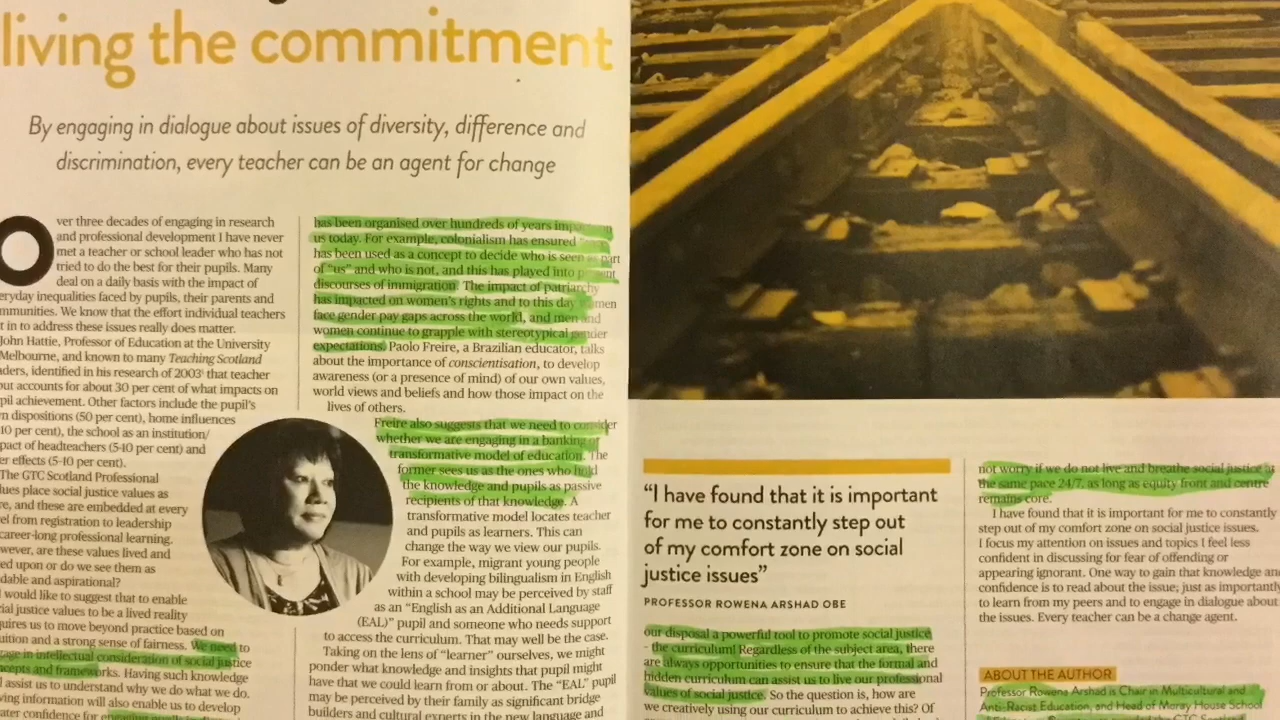 living the commitment
By engaging in dialogue about issues of diversity, difference and
discrimination, every teacher can be an agent for change
Over three decades of engaging in research
and professional development I have never
met a teacher or school leader who has not
tried to do the best for their pupils. Many
deal on a daily basis with the impact of
eryday inequalities faced by pupils, their parents and
mmunities. We know that the effort individual teachers
t in to address these issues really does matter.
John Hattie, Professor of Education at the University
Melbourne, and known to many Teaching Scotland
aders, identified in his research of 2003¹ that teacher
put accounts for about 30 per cent of what impacts on
pil achievement. Other factors include the pupil's
n dispositions (50 per cent), home influences
10 per cent), the school as an institution/
pact of headteachers (5-10 per cent) and
er effects (5-10 per cent).
The GTC Scotland Professional
lues place social justice values as
re, and these are embedded at every
el from registration to leadership
career-long professional learning.
wever, are these values lived and
ed upon or do we see them as
dable and aspirational?
I would like to suggest that to enable
cial justice values to be a lived reality
quires us to move beyond practice based on
uition and a strong sense of fairness. We need to
gage in intellectual consideration of social justice
ncepts and frameworks. Having such knowledge
l assist us to understand why we do what we do.
ving information will also enable us to develop
ater confidence for engaging
has been organised over hundreds of years
us today. For example, colonialism has ensured
has been used as a concept to decide who is seen as part
of "us" and who is not, and this has played into present
discourses of immigration. The impact of patriarchy
has impacted on women's rights and to this day women
face gender pay gaps across the world, and men and
women continue to grapple with stereotypical gender
expectations. Paolo Freire, a Brazilian educator, talks
about the importance of conscientisation, to develop
awareness (or a presence of mind) of our own values,
world views and beliefs and how those impact on the
lives of others.
Freire also suggests that we need to consider
whether we are engaging in a banking or
transformative model of education. The
former sees us as the ones who hold
the knowledge and pupils as passive
recipients of that knowledge. A
transformative model locates teacher
and pupils as learners. This can
change the way we view our pupils.
For example, migrant young people
with developing bilingualism in English
within a school may be perceived by staff
as an "English as an Additional Language
(EAL)" pupil and someone who needs support
to access the curriculum. That may well be the case.
Taking on the lens of "learner" ourselves, we might
ponder what knowledge and insights that pupil might
have that we could learn from or about. The "EAL" pupil
may be perceived by their family as significant bridge
builders and cultural experts in the new language and
"I have found that it is important
for me to constantly step out
of my comfort zone on social
justice issues"
PROFESSOR ROWENA ARSHAD OBE
our disposal a powerful tool to promote social justice
- the curriculum! Regardless of the subject area, there
are always opportunities to ensure that the formal and
hidden curriculum can assist us to live our professional
values of social justice. So the question is, how are
we creatively using our curriculum to achieve this? Of
not worry if we do not live and breathe social justice at
the same pace 24/7, as long as equity front and centre
remains core.
I have found that it is important for me to constantly
step out of my comfort zone on social justice issues.
I focus my attention on issues and topics I feel less
confident in discussing for fear of offending or
appearing ignorant. One way to gain that knowledge and
confidence is to read about the issue; just as importantly
to learn from my peers and to engage in dialogue about
the issues. Every teacher can be a change agent.
ABOUT THE AUTHOR
Professor Rowena Arshad is Chair in Multicultural and
Anti-Racist Education, and Head of Moray House School